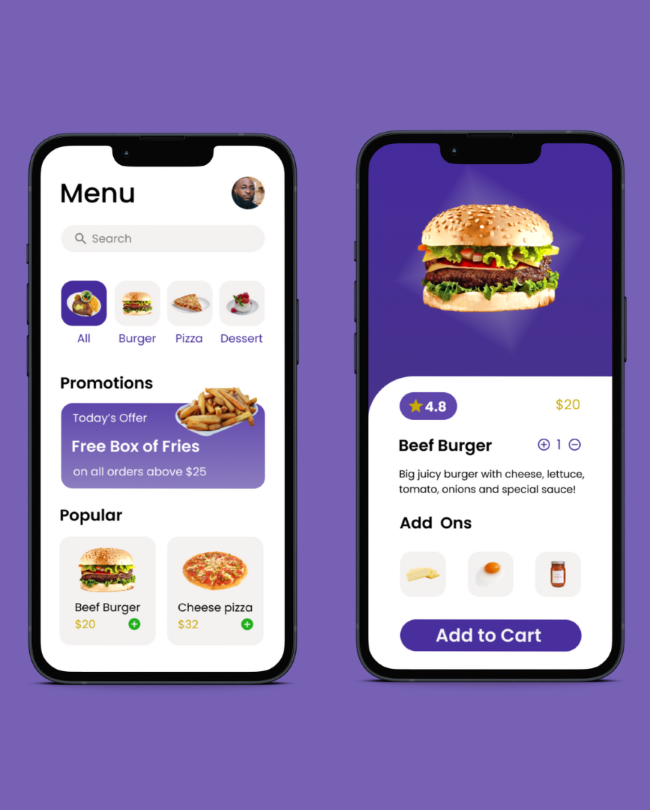 Menu
Search
All Burger Pizza Dessert
Promotions
Today's Offer
Free Box of Fries
on all orders above $25
Popular
Beef Burger
$20
Cheese pizza
$32
4.8
$20
Beef Burger
1
Big juicy burger with cheese, lettuce,
tomato, onions and special sauce!
Add Ons
Add to Cart